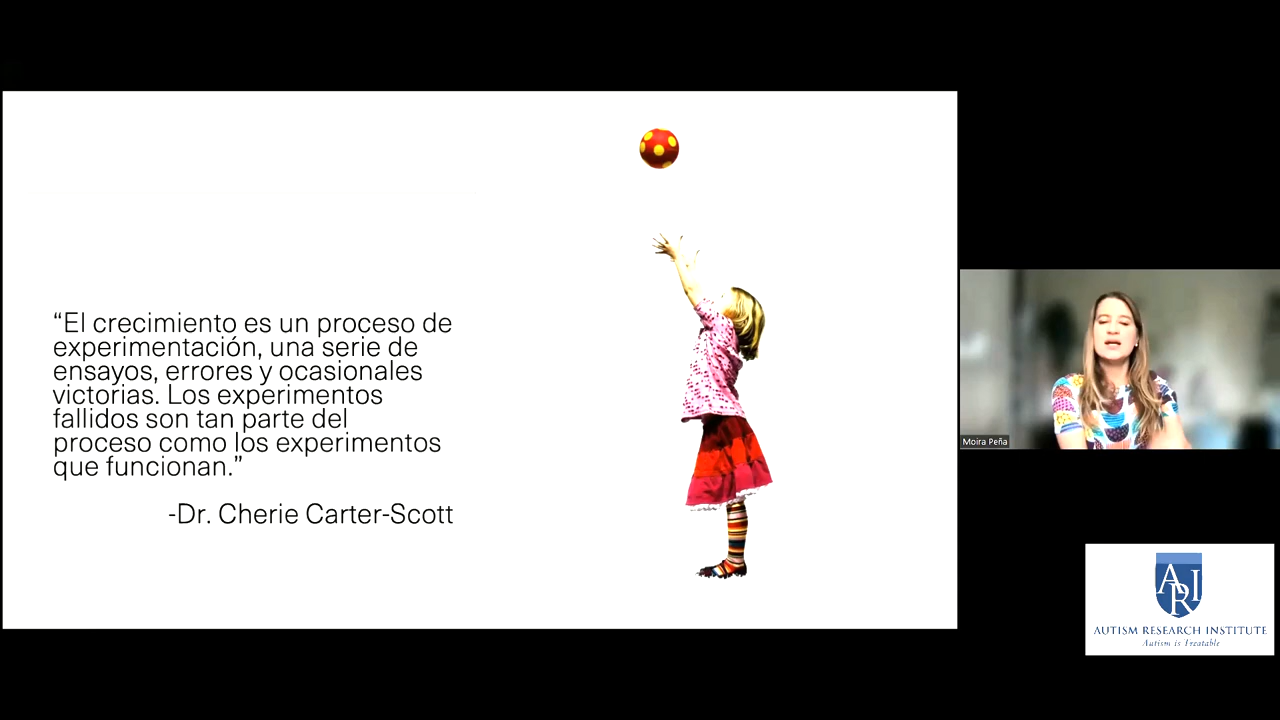 “El crecimiento es un proceso de
experimentación, una serie de
ensayos, errores y ocasionales
victorias. Los experimentos
fallidos son tan parte del
proceso como los experimentos
que funcionan.”
-Dr. Cherie Carter-Scott
Moira Peña
ARI
AUTISM RESEARCH INSTITUTE
Autism is Treatable